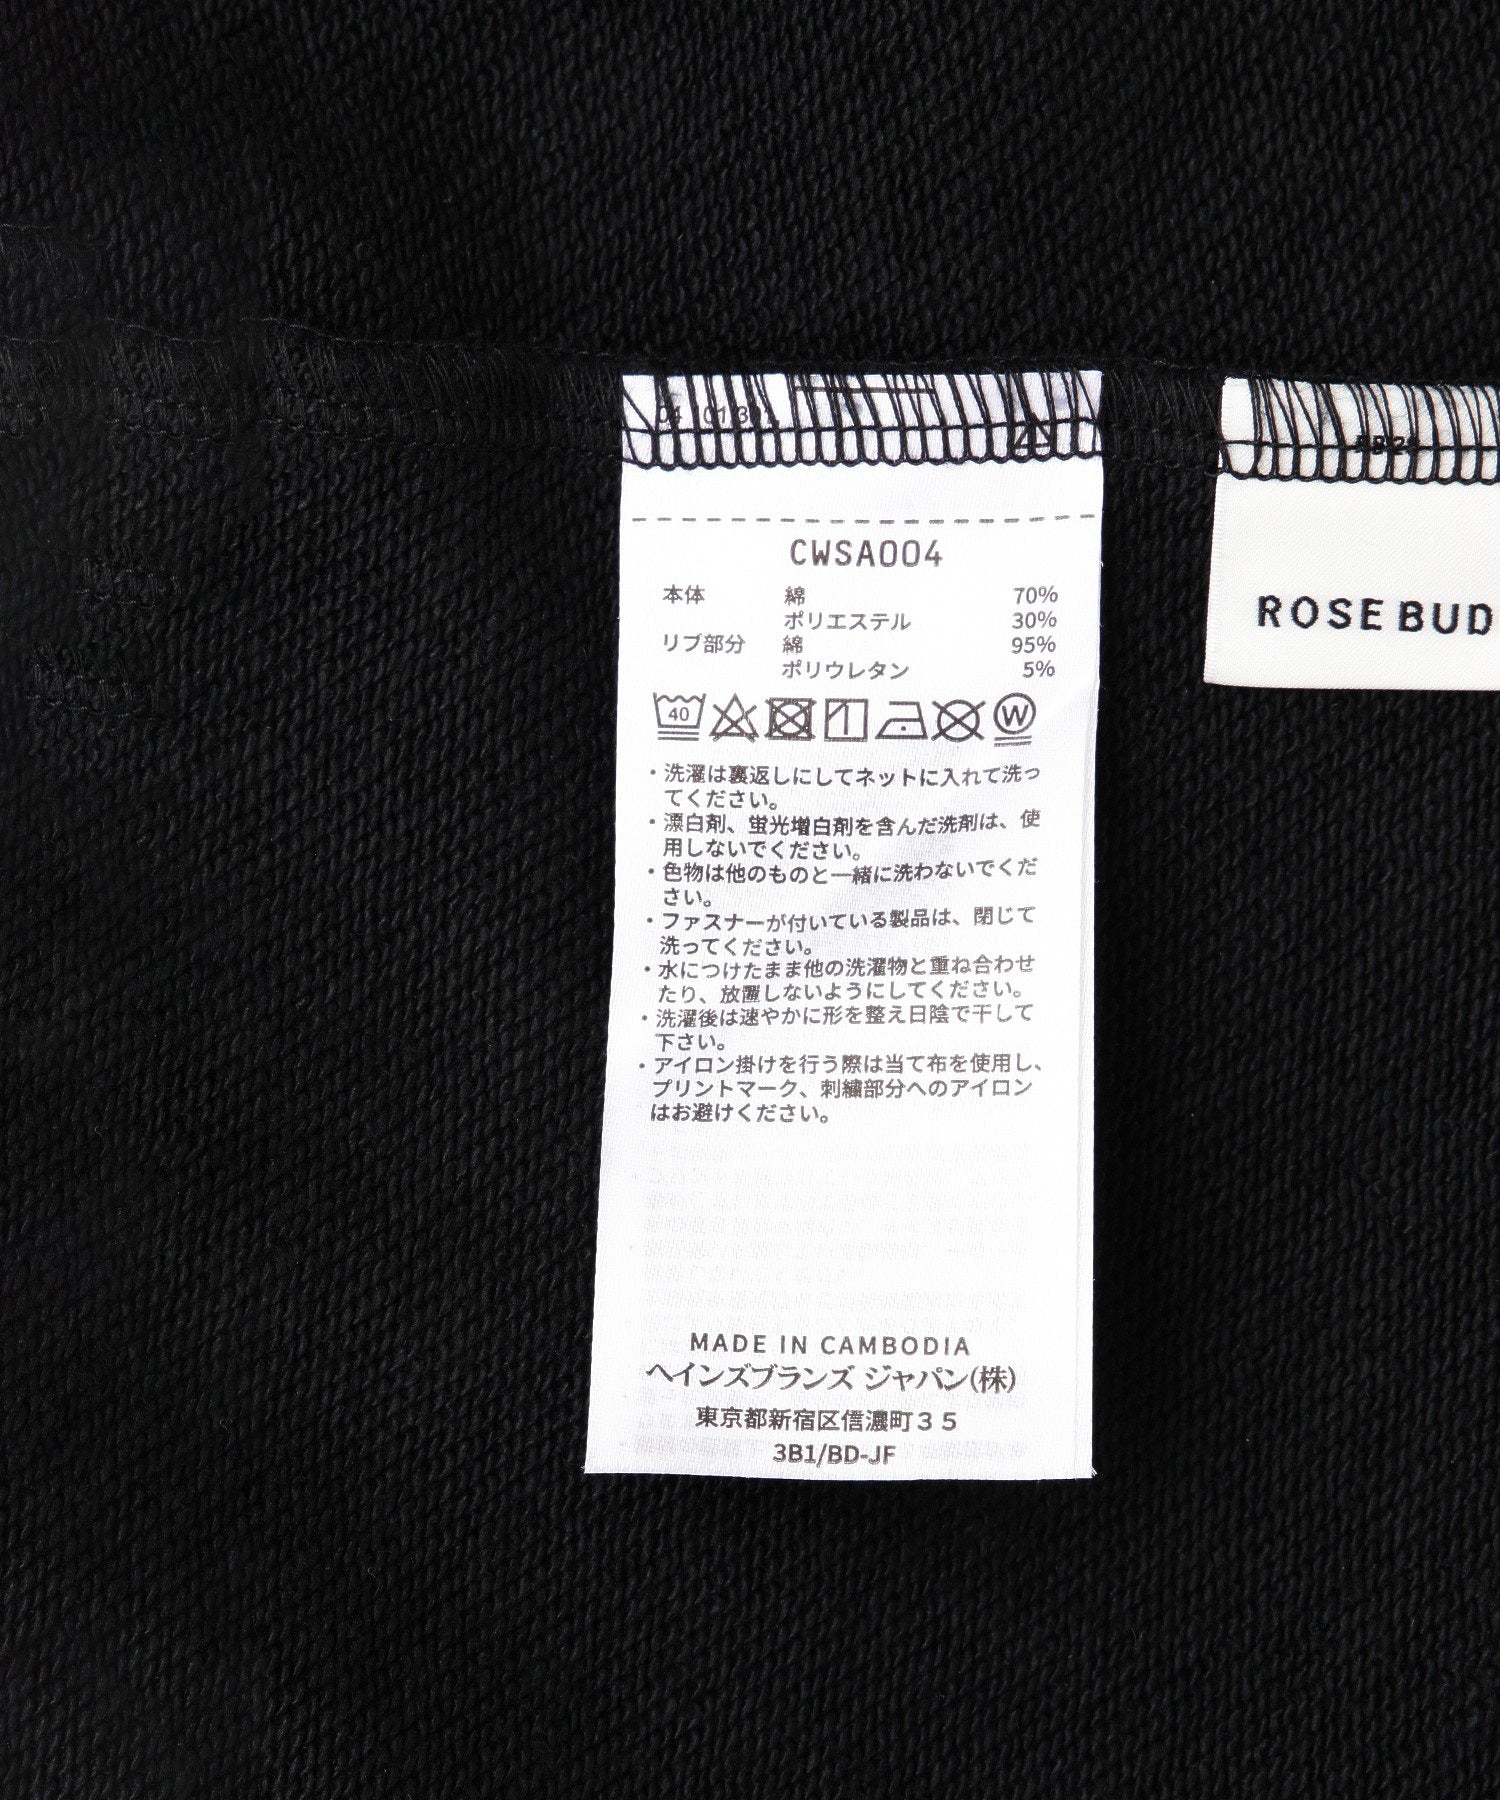 CWSA004
本体 綿 70%
ポリエステル 30%
リブ部分 綿 95%
ポリウレタン 5%
40 W
・洗濯は裏返しにしてネットに入れて洗っ
てください。
・漂白剤、蛍光増白剤を含んだ洗剤は、使
用しないでください。
・色物は他のものと一緒に洗わないでくだ
さい。
・ファスナーが付いている製品は、閉じて
洗ってください。
・水につけたまま他の洗濯物と重ね合わせ
たり、放置しないようにしてください。
・洗濯後は速やかに形を整え日陰で干して
下さい。
・アイロン掛けを行う際は当て布を使用し、
プリントマーク、刺繍部分へのアイロン
はお避けください。
MADE IN CAMBODIA
ヘインズブランズ ジャパン(株)
東京都新宿区信濃町35
3B1/BD-JF
ROSE BUD